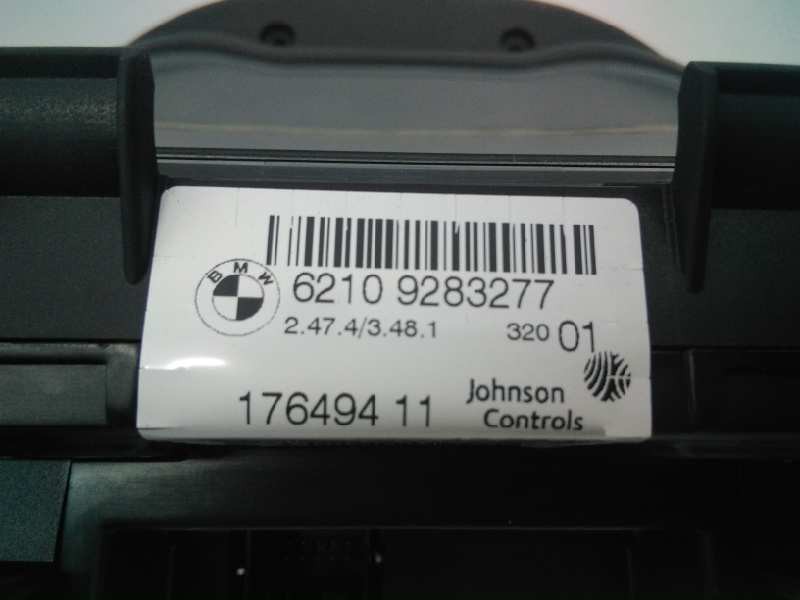 BMW
6210 9283277
2.47.4/3.48.1 320 01
176494 11
Johnson
Controls